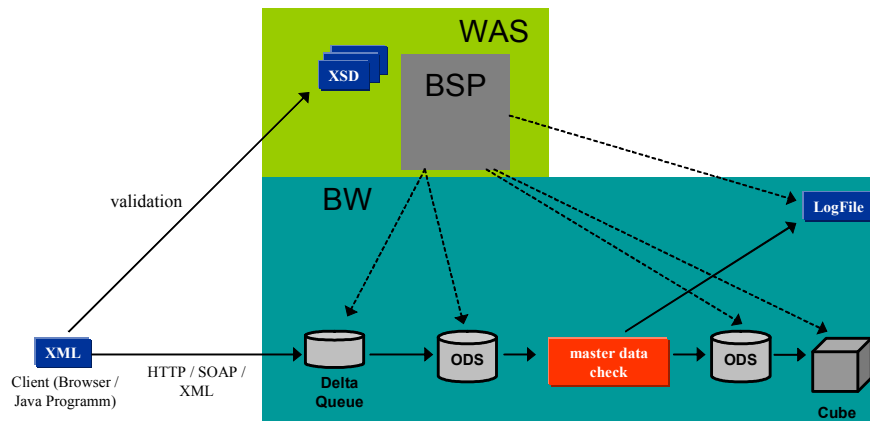 WAS
XSD
BSP
validation
BW
LogFile
XML
HTTP / SOAP /
XML
Client (Browser /
Java Programm)
Delta
Queue
ODS
master data
check
ODS
Cube